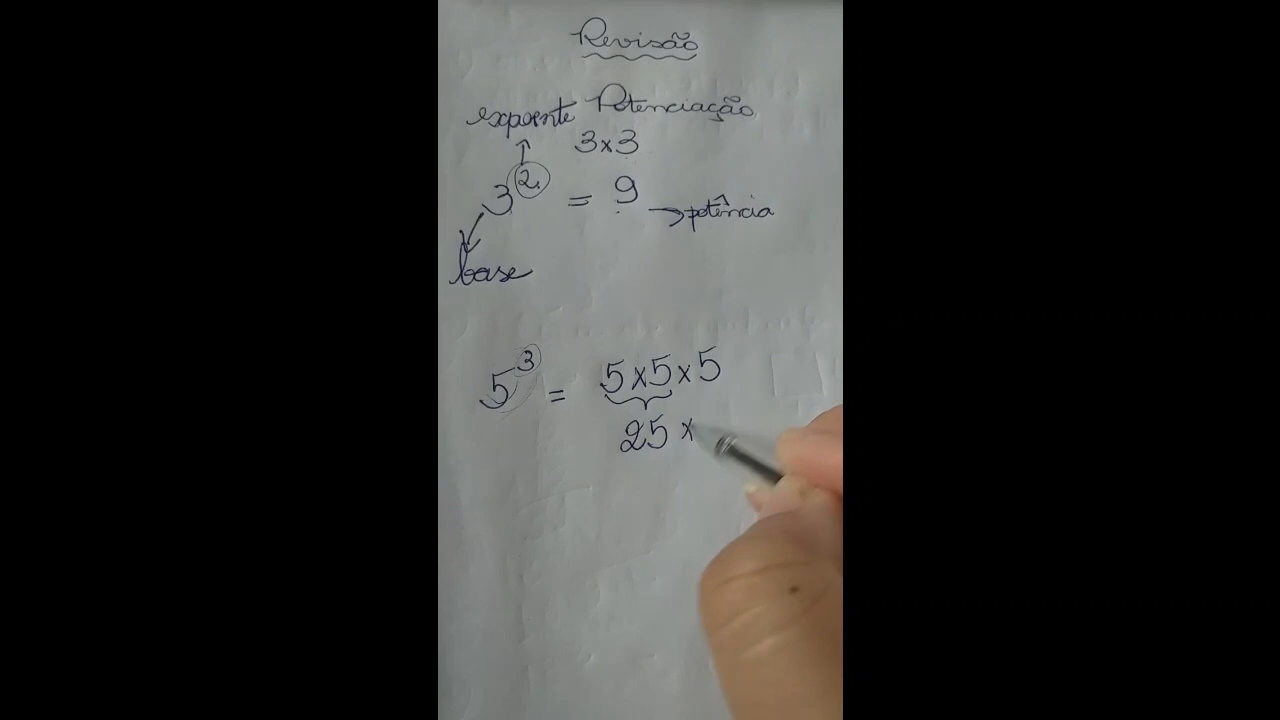 Revisão
expoente Potenciação
3x3
3² = 9 →potência
base
5³ = 5x5x5
25 x